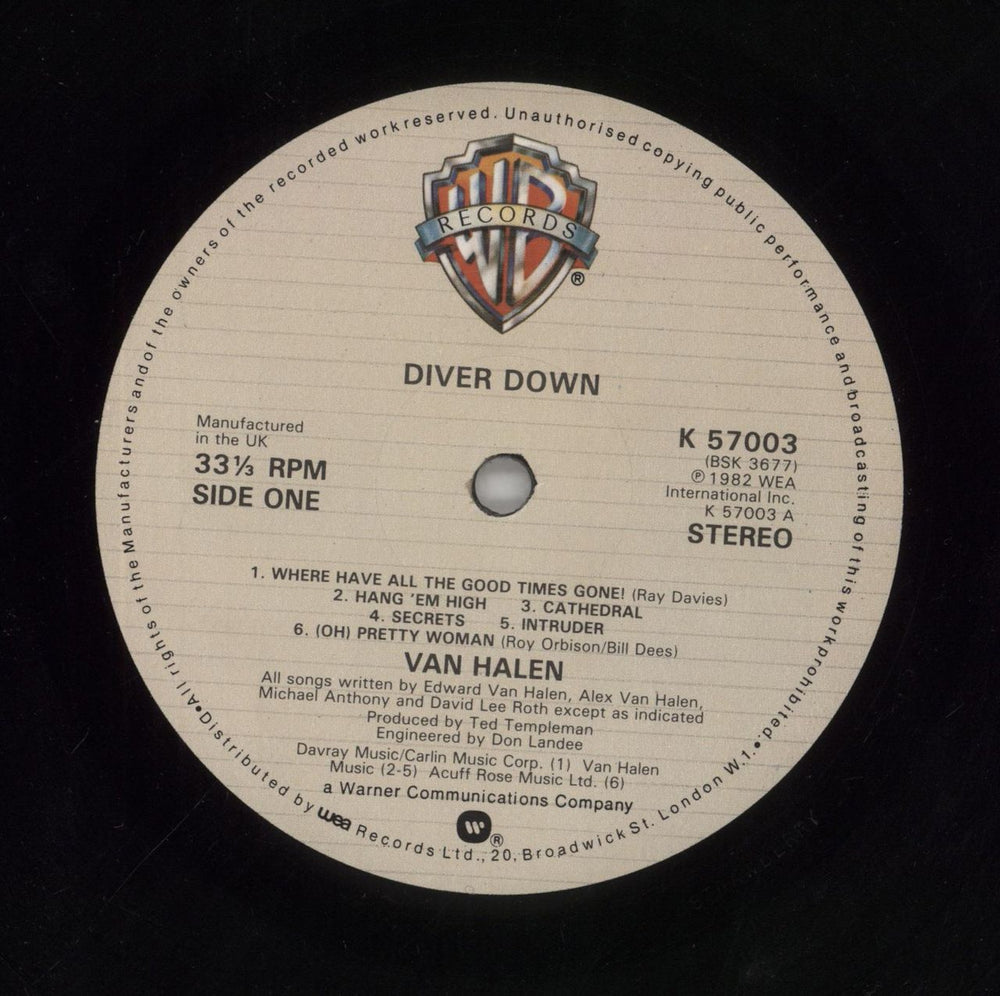 All rights of the Manufacturers and of the owners of the recorded work reserved. Unauthorised copying public performance and broadcasting of this work prohibited.
WB
RECORDS
®
DIVER DOWN
Manufactured
in the UK
33⅓ RPM
SIDE ONE
K 57003
(BSK 3677)
℗ 1982 WEA
International Inc.
K 57003 A
STEREO
1. WHERE HAVE ALL THE GOOD TIMES GONE! (Ray Davies)
2. HANG 'EM HIGH 3. CATHEDRAL
4. SECRETS 5. INTRUDER
6. (OH) PRETTY WOMAN (Roy Orbison/Bill Dees)
VAN HALEN
All songs written by Edward Van Halen, Alex Van Halen,
Michael Anthony and David Lee Roth except as indicated
Produced by Ted Templeman
Engineered by Don Landee
Davray Music/Carlin Music Corp. (1) Van Halen
Music (2-5) Acuff Rose Music Ltd. (6)
a Warner Communications Company
W ®
•Distributed by wea Records Ltd., 20, Broadwick St. London W.1.•